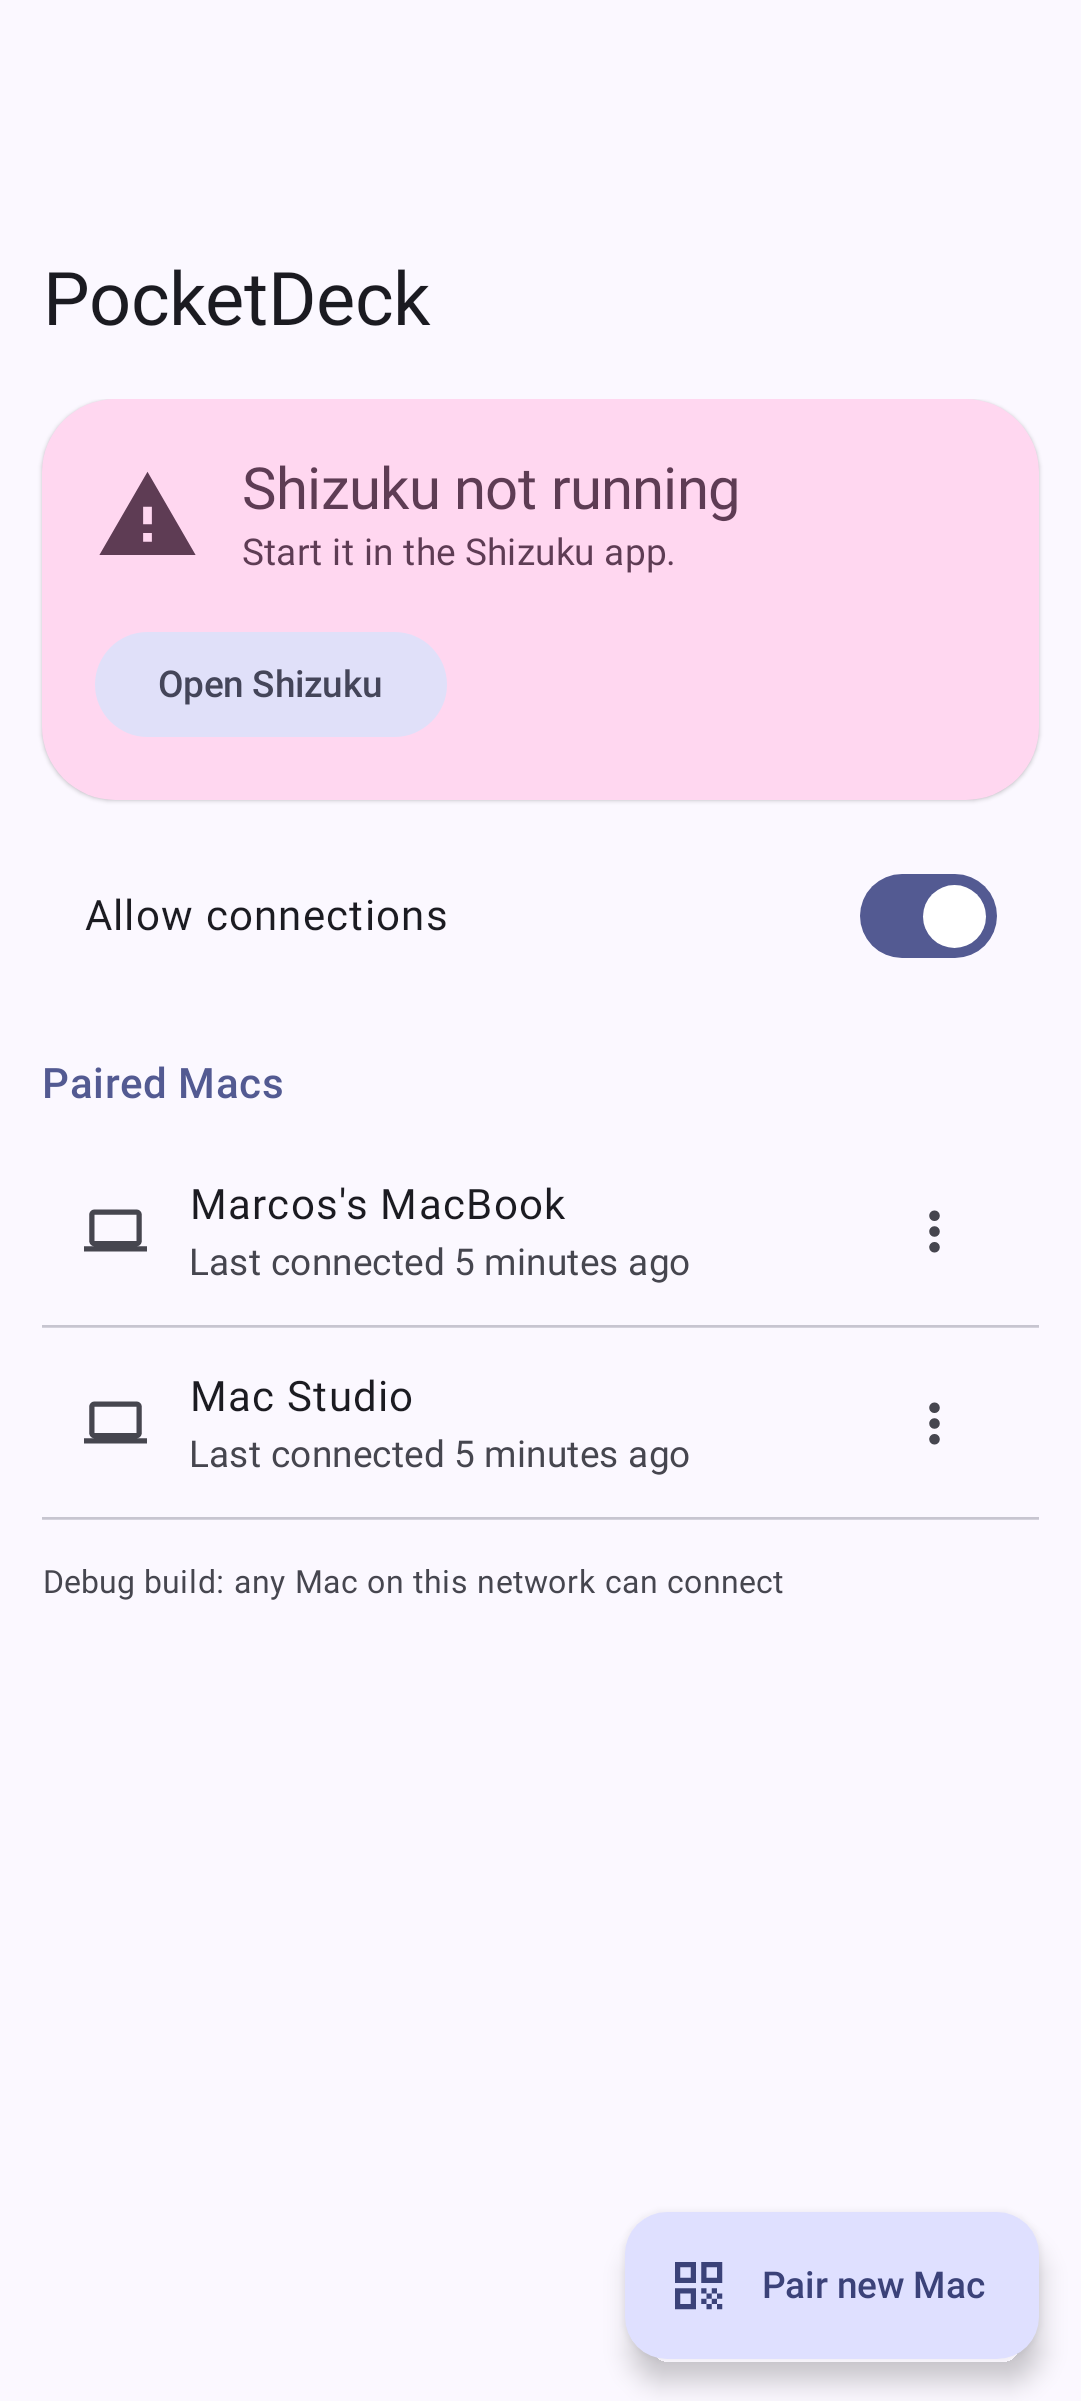 PocketDeck
Shizuku not running
Start it in the Shizuku app.
Open Shizuku
Allow connections
Paired Macs
Marcos's MacBook
Last connected 5 minutes ago
Mac Studio
Last connected 5 minutes ago
Debug build: any Mac on this network can connect
Pair new Mac